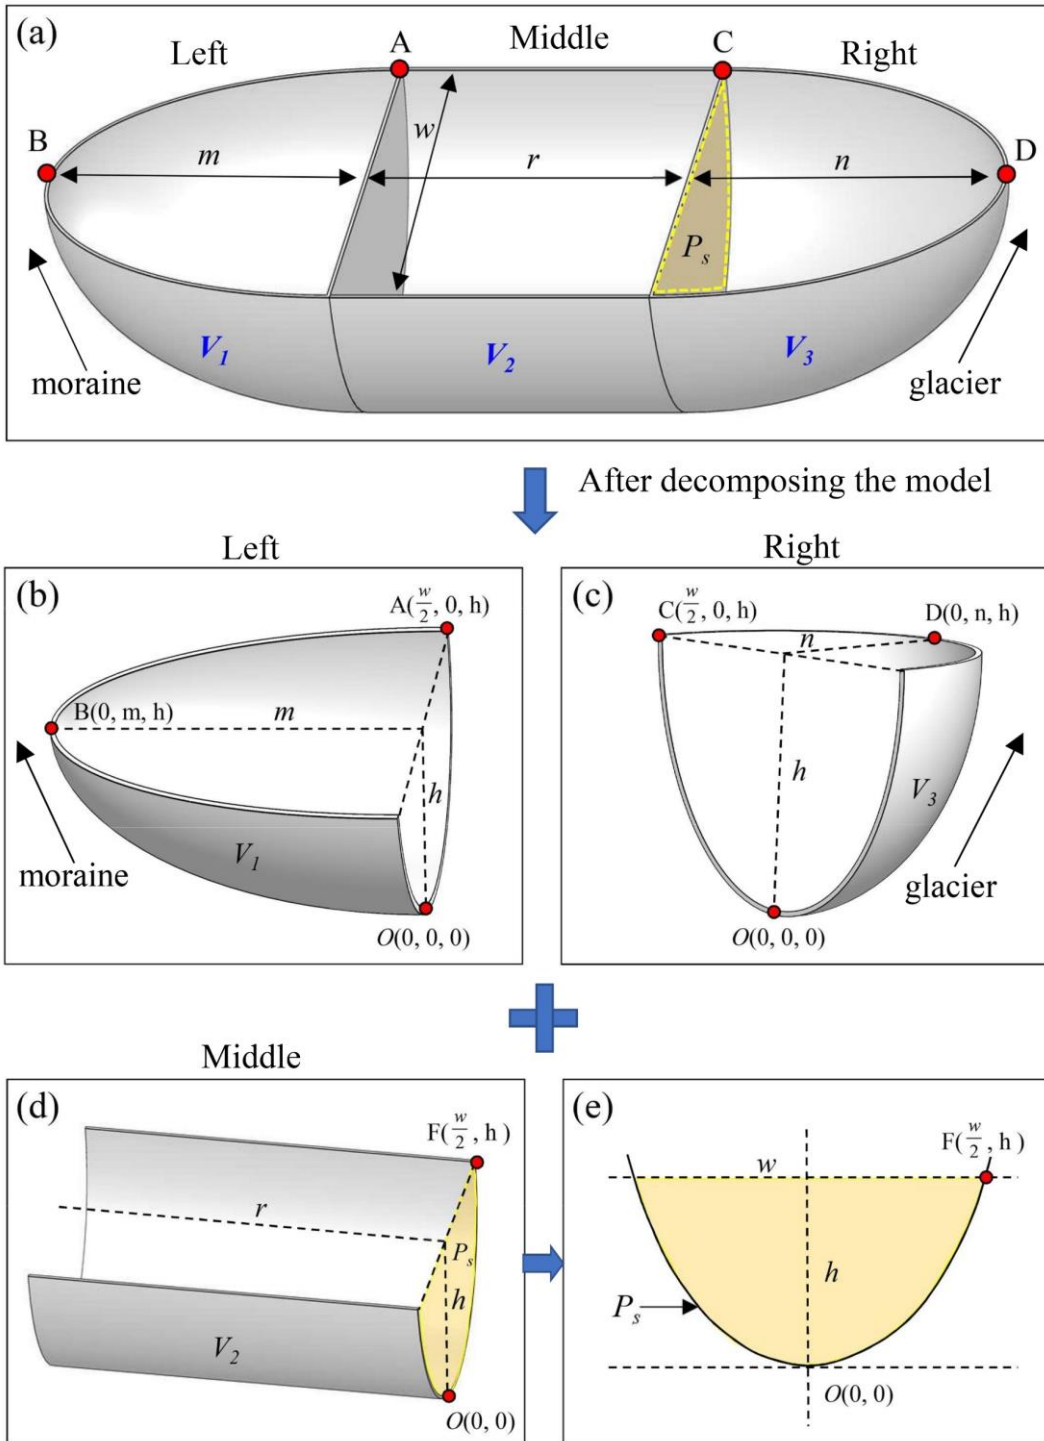 (a)
Left
A
Middle
C
Right
B
D
m
w
r
n
P_s
V_1
V_2
V_3
moraine
glacier
After decomposing the model
Left
Right
(b)
A(w/2, 0, h)
B(0, m, h)
m
h
V_1
moraine
O(0, 0, 0)
(c)
C(w/2, 0, h)
D(0, n, h)
n
h
V_3
glacier
O(0, 0, 0)
Middle
(d)
F(w/2, h)
r
P_s
h
V_2
O(0, 0)
(e)
F(w/2, h)
w
h
P_s
O(0, 0)